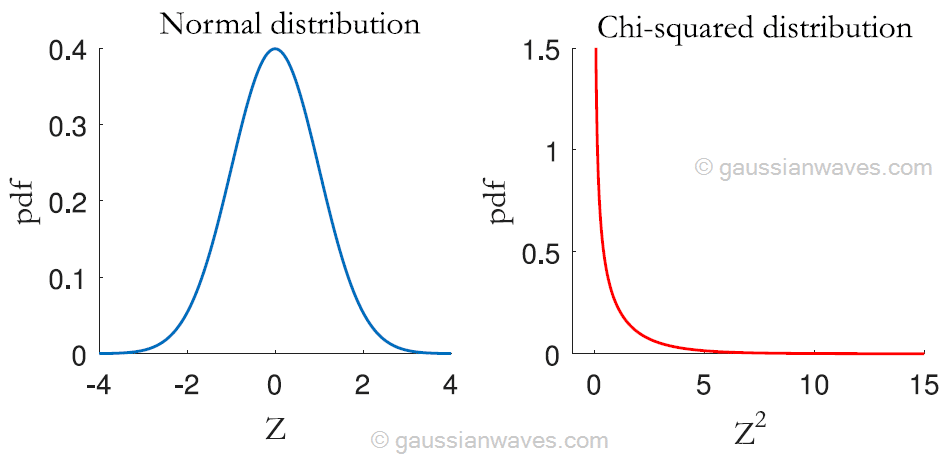 Normal distribution
0.4
0.3
0.2
0.1
0
pdf
-4
-2
0
2
4
Z
Chi-squared distribution
1.5
1
0.5
0
pdf
0
5
10
15
Z²
© gaussianwaves.com
© gaussianwaves.com